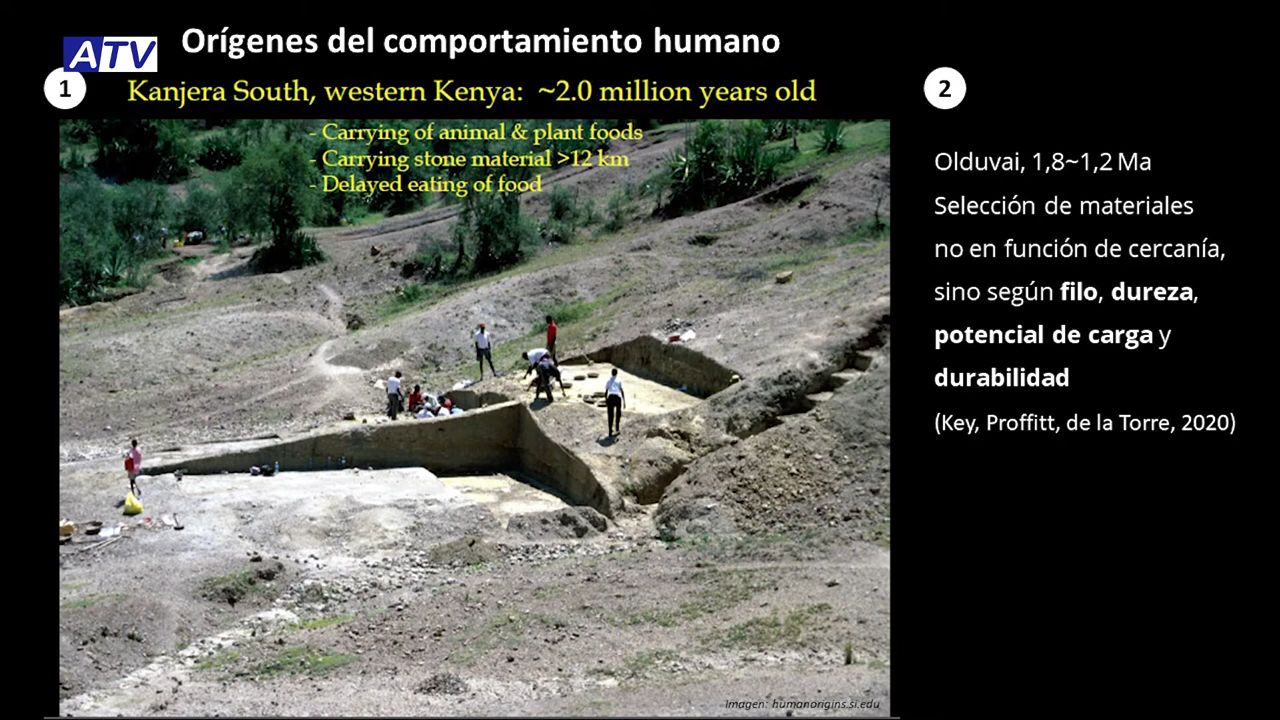 ATV
Orígenes del comportamiento humano
1
Kanjera South, western Kenya: ~2.0 million years old
- Carrying of animal & plant foods
- Carrying stone material >12 km
- Delayed eating of food
Imagen: humanorigins.si.edu
2
Olduvai, 1,8~1,2 Ma
Selección de materiales
no en función de cercanía,
sino según filo, dureza,
potencial de carga y
durabilidad
(Key, Proffitt, de la Torre, 2020)